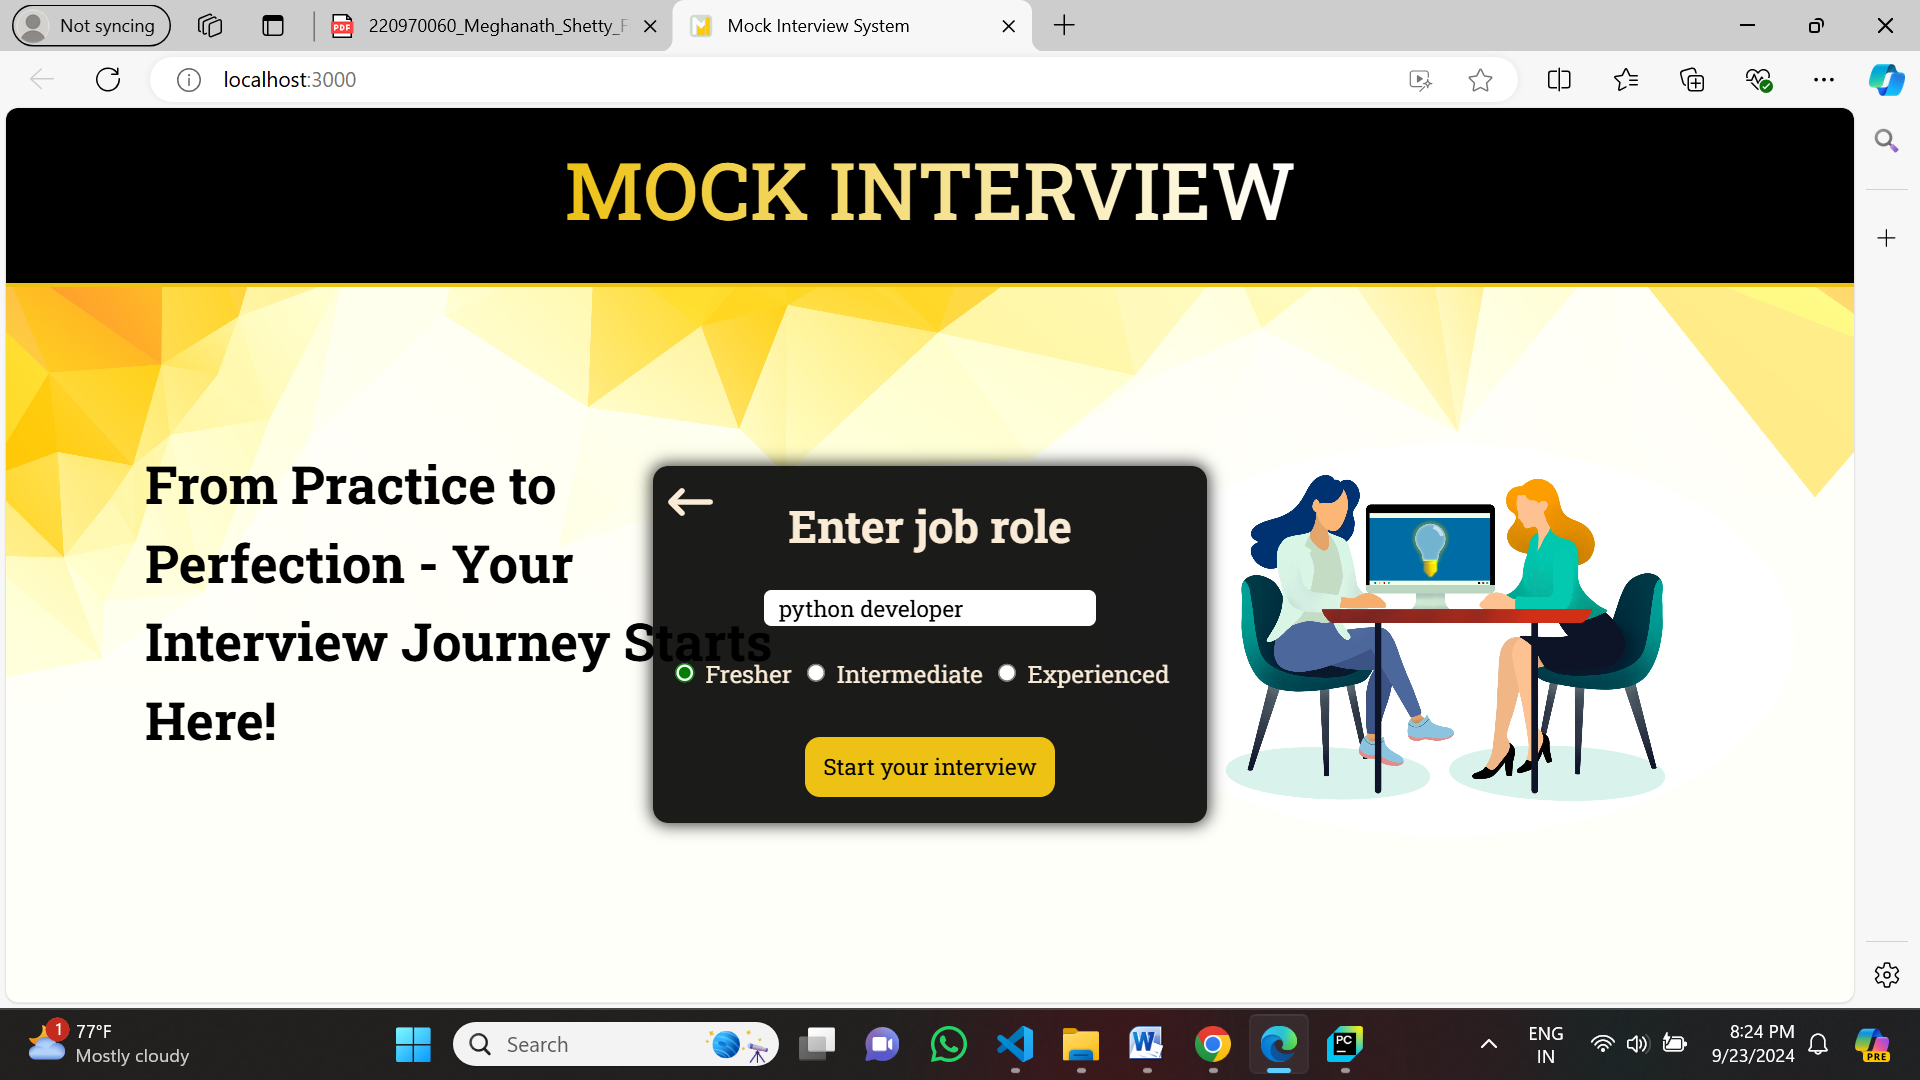 Not syncing
220970060_Meghanath_Shetty_F
Mock Interview System
localhost:3000
MOCK INTERVIEW
From Practice to
Perfection - Your
Interview Journey Starts
Here!
Enter job role
python developer
Fresher Intermediate Experienced
Start your interview
1
77°F
Mostly cloudy
Search
PC
ENG
IN
8:24 PM
9/23/2024
PRE